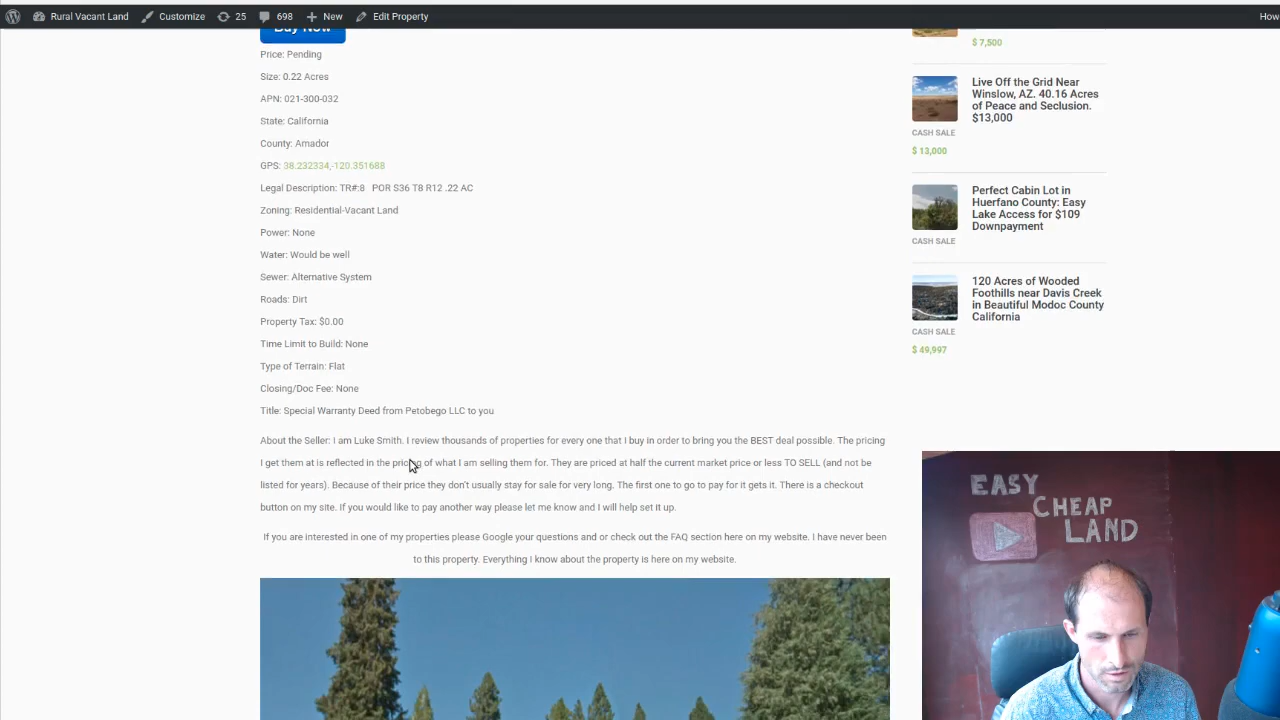 Rural Vacant Land
Customize
25
698
New
Edit Property
How
Buy Now
Price: Pending
Size: 0.22 Acres
APN: 021-300-032
State: California
County: Amador
GPS: 38.232334,-120.351688
Legal Description: TR#:8 POR S36 T8 R12 .22 AC
Zoning: Residential-Vacant Land
Power: None
Water: Would be well
Sewer: Alternative System
Roads: Dirt
Property Tax: $0.00
Time Limit to Build: None
Type of Terrain: Flat
Closing/Doc Fee: None
Title: Special Warranty Deed from Petobego LLC to you
About the Seller: I am Luke Smith. I review thousands of properties for every one that I buy in order to bring you the BEST deal possible. The pricing
I get them at is reflected in the pricing of what I am selling them for. They are priced at half the current market price or less TO SELL (and not be
listed for years). Because of their price they don't usually stay for sale for very long. The first one to go to pay for it gets it. There is a checkout
button on my site. If you would like to pay another way please let me know and I will help set it up.
If you are interested in one of my properties please Google your questions and or check out the FAQ section here on my website. I have never been
to this property. Everything I know about the property is here on my website.
$ 7,500
Live Off the Grid Near
Winslow, AZ. 40.16 Acres
of Peace and Seclusion.
$13,000
CASH SALE
$ 13,000
Perfect Cabin Lot in
Huerfano County: Easy
Lake Access for $109
Downpayment
CASH SALE
120 Acres of Wooded
Foothills near Davis Creek
in Beautiful Modoc County
California
CASH SALE
$ 49,997
EASY
CHEAP
LAND